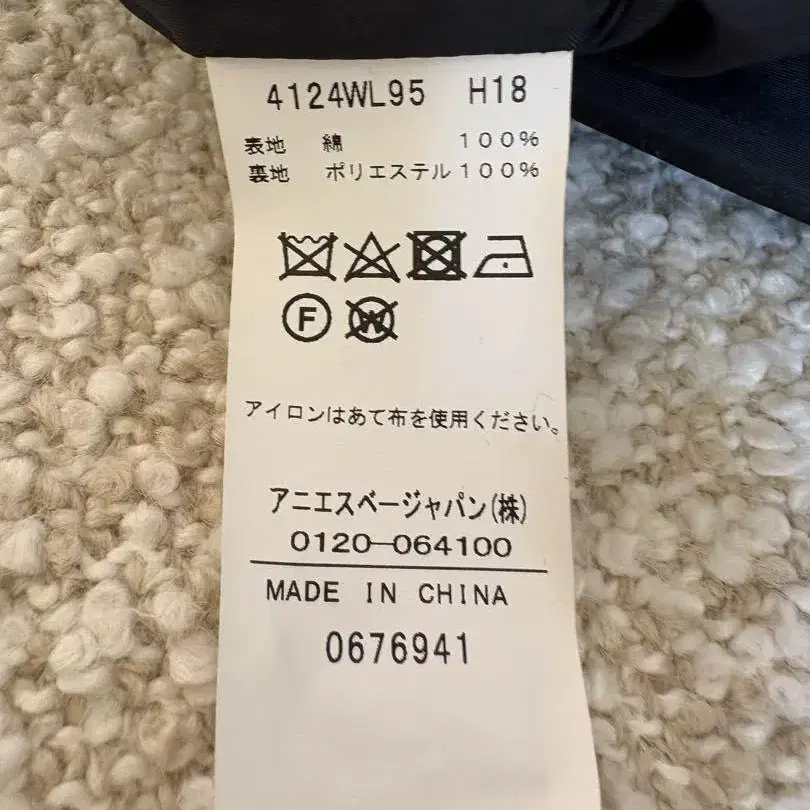 4124WL95 H18
表地 綿 100%
裏地 ポリエステル100%
F W
アイロンはあて布を使用ください。
アニエスベージャパン(株)
0120-064100
MADE IN CHINA
0676941